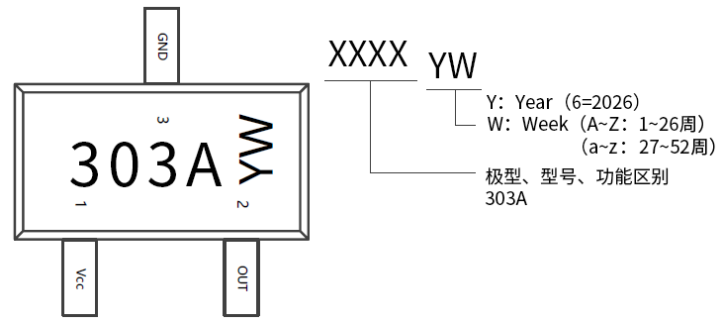 GND
3
303A
YW
1
2
Vcc
OUT
XXXX
YW
Y：Year（6=2026）
W：Week（A~Z：1~26周）
（a~z：27~52周）
极型、型号、功能区别
303A